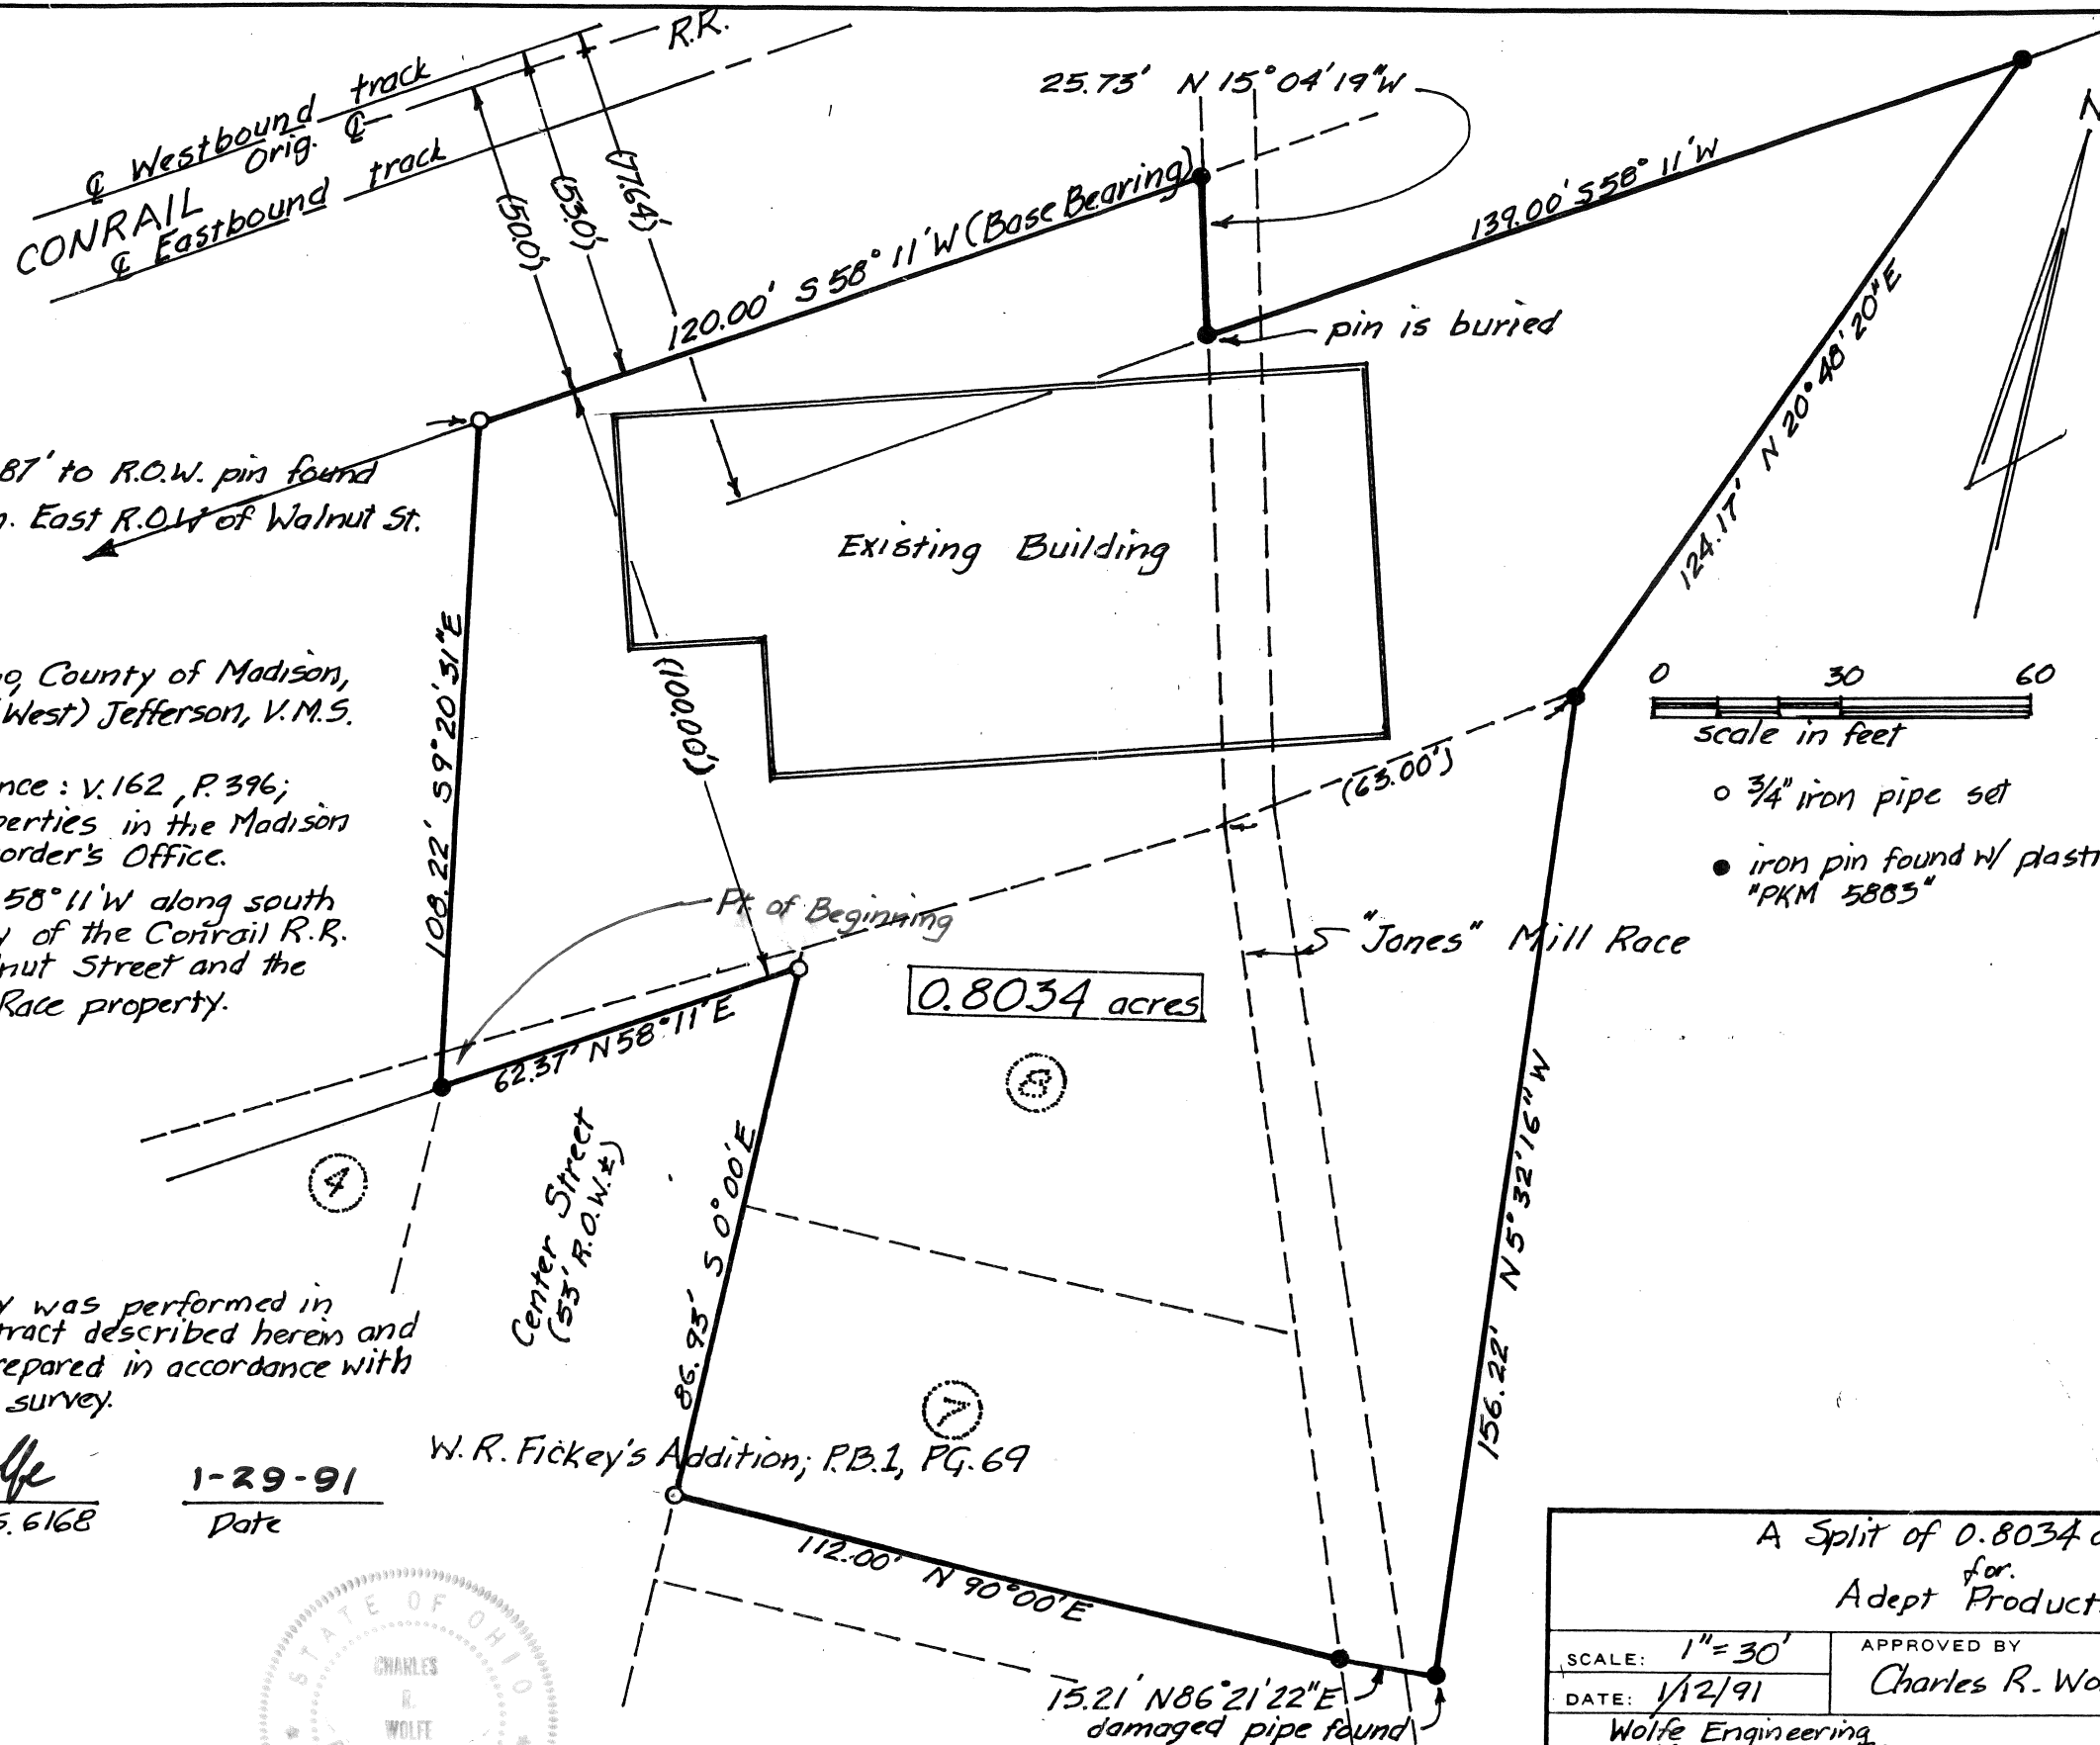 R.R.
℄ Westbound track
Orig. ℄
CONRAIL
℄ Eastbound track
(50.0')
(53.0')
(77.64')
25.73' N 15°04'19"W
120.00' S 58° 11'W (Base Bearing)
139.00' S 58° 11'W
N
pin is buried
N 20°48'20"E
124.17'
87' to R.O.W. pin found
East R.O.W of Walnut St.
Existing Building
S 9°20'31"E
108.22'
(100.00')
0 30 60
scale in feet
○ 3/4" iron pipe set
● iron pin found w/ plasti
"PKM 5883"
County of Madison,
(West) Jefferson, V.M.S.
nce : V.162, P. 396;
perties in the Madison
order's Office.
58°11'W along south
y of the Conrail R.R.
nut Street and the
Race property.
(63.00')
Pt. of Beginning
"Jones" Mill Race
0.8034 acres
62.37' N 58°11'E
8
4
Center Street
(53' R.O.W.±)
S 0°00'E
86.93'
N 5°32'16"W
156.22'
7
y was performed in
tract described herein and
repared in accordance with
survey.
W. R. Fickey's Addition; P.B.1, PG. 69
lfe 1-29-91
S. 6168 Date
112.00' N 90°00'E
15.21' N86°21'22"E
damaged pipe found
STATE OF OHIO
CHARLES
R.
WOLFE
A Split of 0.8034 a
for
Adept Product
SCALE: 1"=30'
APPROVED BY
DATE: 1/12/91
Charles R. Wo
Wolfe Engineering